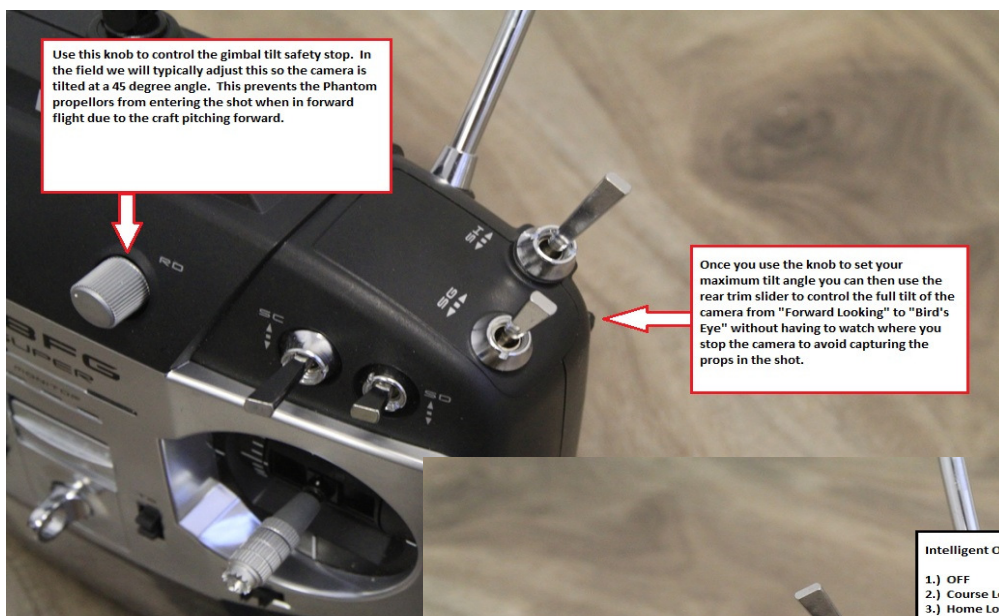 Use this knob to control the gimbal tilt safety stop.  In
the field we will typically adjust this so the camera is
tilted at a 45 degree angle.  This prevents the Phantom
propellors from entering the shot when in forward
flight due to the craft pitching forward.
RD
SH
SG
Once you use the knob to set your
maximum tilt angle you can then use the
rear trim slider to control the full tilt of the
camera from "Forward Looking" to "Bird's
Eye" without having to watch where you
stop the camera to avoid capturing the
props in the shot.
SC
SD
8FG
SUPER
MONITOR
Intelligent O
1.) OFF
2.) Course L
3.) Home Lo